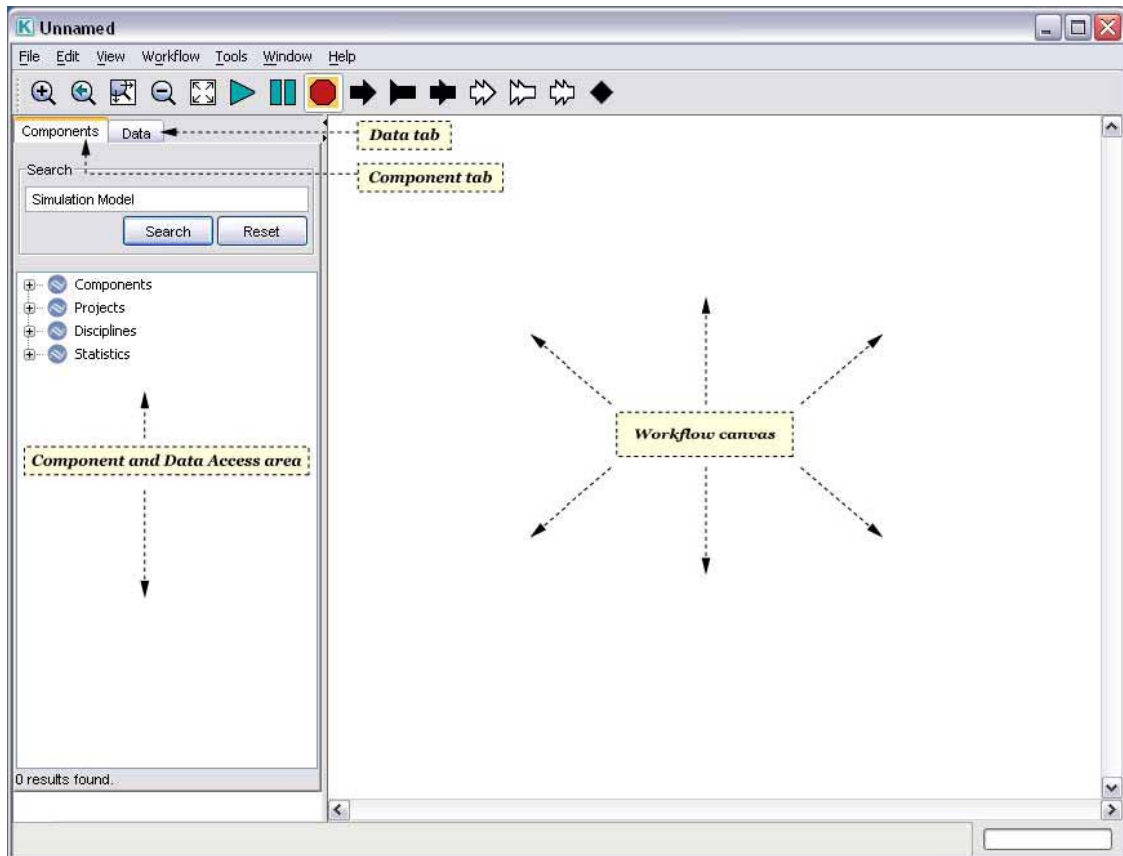 Unnamed
File Edit View Workflow Tools Window Help
Components Data
Data tab
Component tab
Search
Simulation Model
Search Reset
Components
Projects
Disciplines
Statistics
Component and Data Access area
Workflow canvas
0 results found.